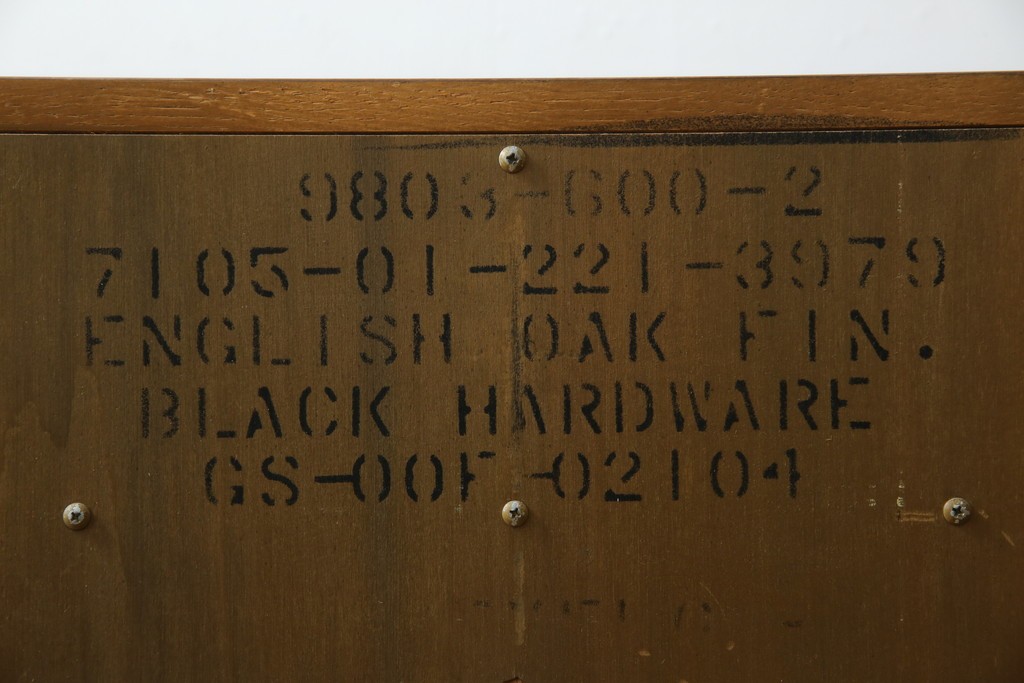 9803-600-2
7105-01-221-3979
ENGLISH OAK FIN.
BLACK HARDWARE
GS-00F-02104